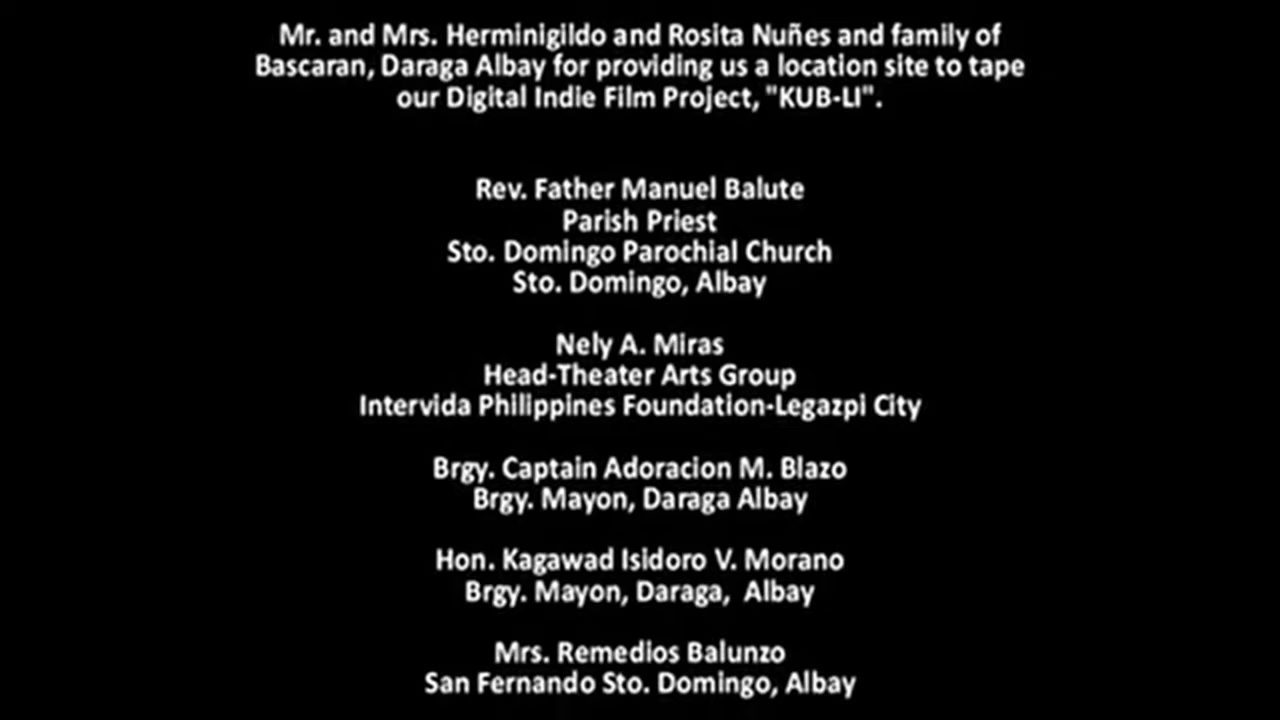 Mr. and Mrs. Herminigildo and Rosita Nuñes and family of
Bascaran, Daraga Albay for providing us a location site to tape
our Digital Indie Film Project, "KUB-LI".
Rev. Father Manuel Balute
Parish Priest
Sto. Domingo Parochial Church
Sto. Domingo, Albay
Nely A. Miras
Head-Theater Arts Group
Intervida Philippines Foundation-Legazpi City
Brgy. Captain Adoracion M. Blazo
Brgy. Mayon, Daraga Albay
Hon. Kagawad Isidoro V. Morano
Brgy. Mayon, Daraga, Albay
Mrs. Remedios Balunzo
San Fernando Sto. Domingo, Albay